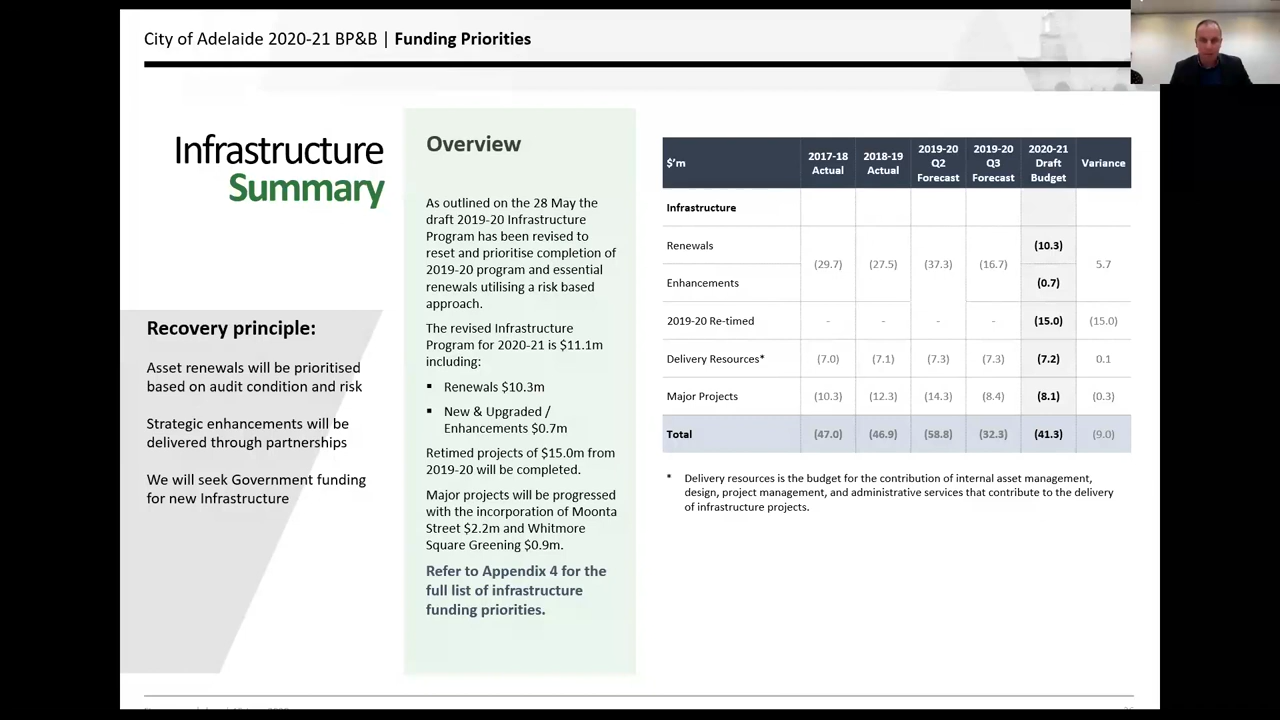 City of Adelaide 2020-21 BP&B | Funding Priorities
Infrastructure
Summary
Recovery principle:
Asset renewals will be prioritised
based on audit condition and risk
Strategic enhancements will be
delivered through partnerships
We will seek Government funding
for new Infrastructure
Overview
As outlined on the 28 May the
draft 2019-20 Infrastructure
Program has been revised to
reset and prioritise completion of
2019-20 program and essential
renewals utilising a risk based
approach.
The revised Infrastructure
Program for 2020-21 is $11.1m
including:
▪ Renewals $10.3m
▪ New & Upgraded /
Enhancements $0.7m
Retimed projects of $15.0m from
2019-20 will be completed.
Major projects will be progressed
with the incorporation of Moonta
Street $2.2m and Whitmore
Square Greening $0.9m.
Refer to Appendix 4 for the
full list of infrastructure
funding priorities.
$'m 2017-18 Actual 2018-19 Actual 2019-20 Q2 Forecast 2019-20 Q3 Forecast 2020-21 Draft Budget Variance
Infrastructure
Renewals (10.3)
(29.7) (27.5) (37.3) (16.7) 5.7
Enhancements (0.7)
2019-20 Re-timed - - - - (15.0) (15.0)
Delivery Resources* (7.0) (7.1) (7.3) (7.3) (7.2) 0.1
Major Projects (10.3) (12.3) (14.3) (8.4) (8.1) (0.3)
Total (47.0) (46.9) (58.8) (32.3) (41.3) (9.0)
* Delivery resources is the budget for the contribution of internal asset management,
design, project management, and administrative services that contribute to the delivery
of infrastructure projects.